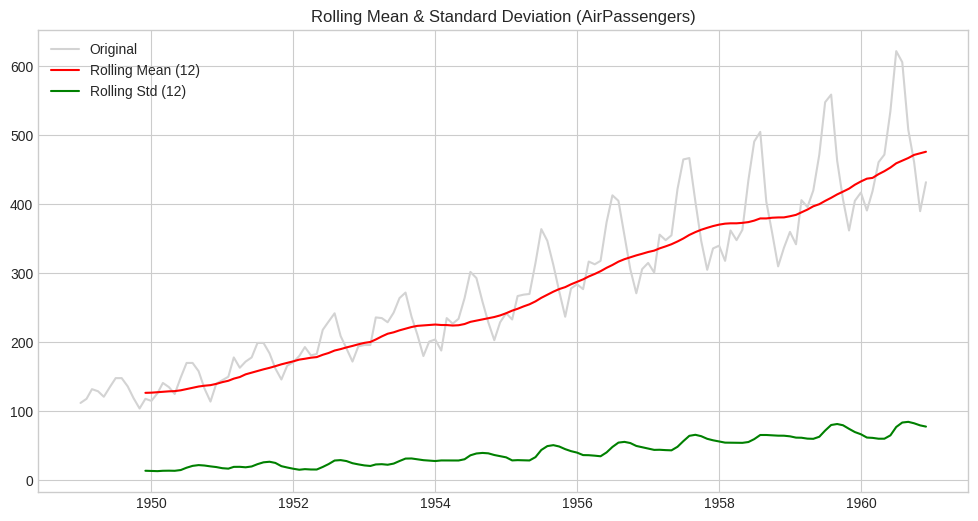 Rolling Mean & Standard Deviation (AirPassengers)
Original
Rolling Mean (12)
Rolling Std (12)
600
500
400
300
200
100
0
1950 1952 1954 1956 1958 1960